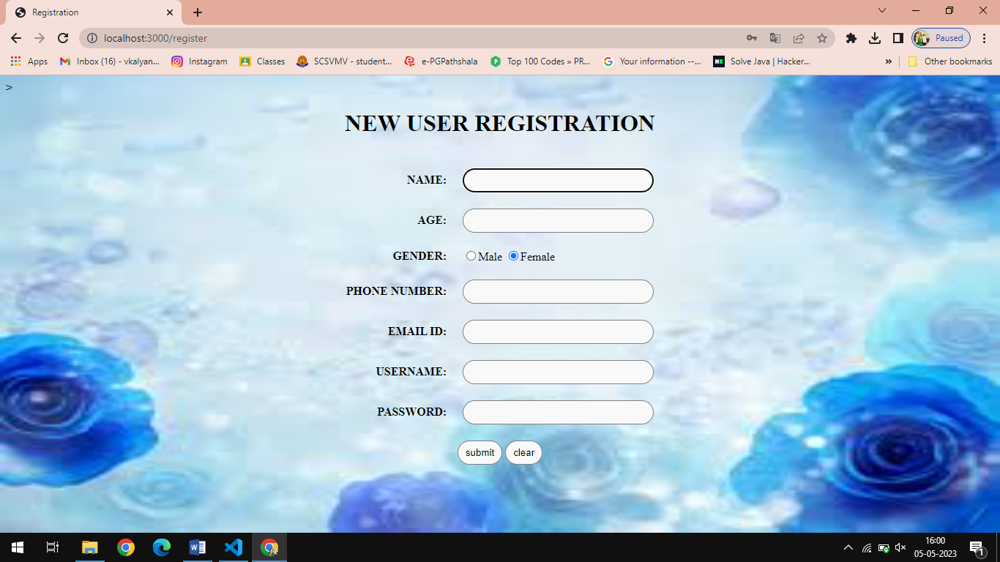 Registration
localhost:3000/register
Paused
Apps
Inbox (16) - vkalyan...
Instagram
Classes
SCSVMV - student...
e-PGPathshala
Top 100 Codes » PR...
Your information --...
Solve Java | Hacker...
»
Other bookmarks
>
NEW USER REGISTRATION
NAME:
AGE:
GENDER: Male Female
PHONE NUMBER:
EMAIL ID:
USERNAME:
PASSWORD:
submit clear
16:00
05-05-2023
1